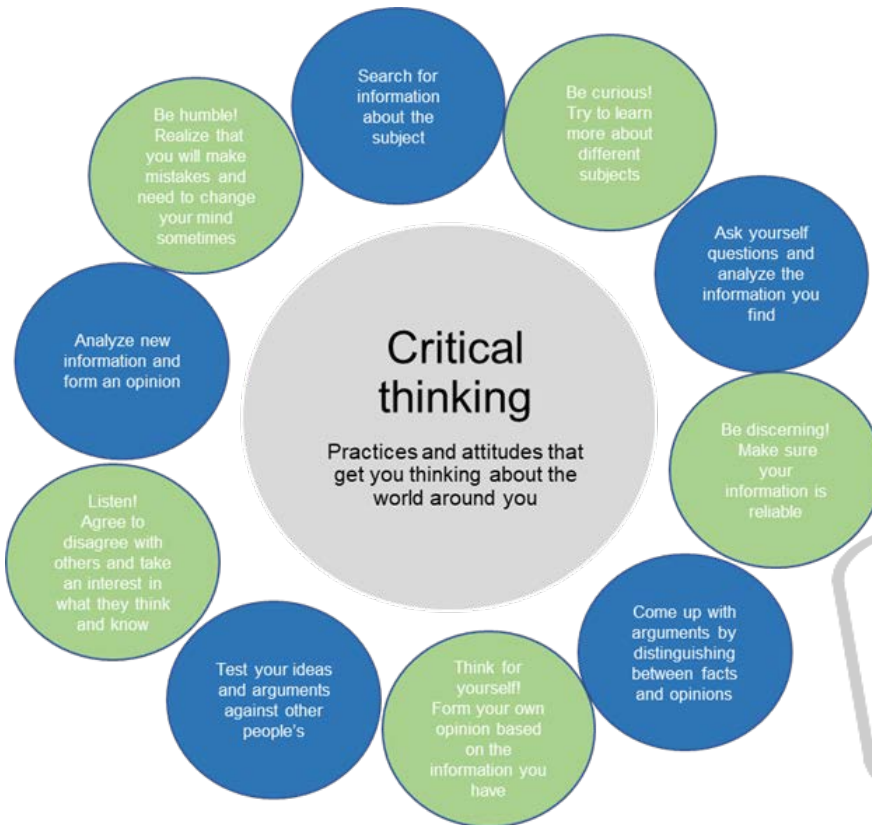 Critical
thinking
Practices and attitudes that
get you thinking about the
world around you
Search for
information
about the
subject
Be curious!
Try to learn
more about
different
subjects
Ask yourself
questions and
analyze the
information you
find
Be discerning!
Make sure
your
information is
reliable
Come up with
arguments by
distinguishing
between facts
and opinions
Think for
yourself!
Form your own
opinion based
on the
information you
have
Test your ideas
and arguments
against other
people's
Listen!
Agree to
disagree with
others and take
an interest in
what they think
and know
Analyze new
information and
form an opinion
Be humble!
Realize that
you will make
mistakes and
need to change
your mind
sometimes